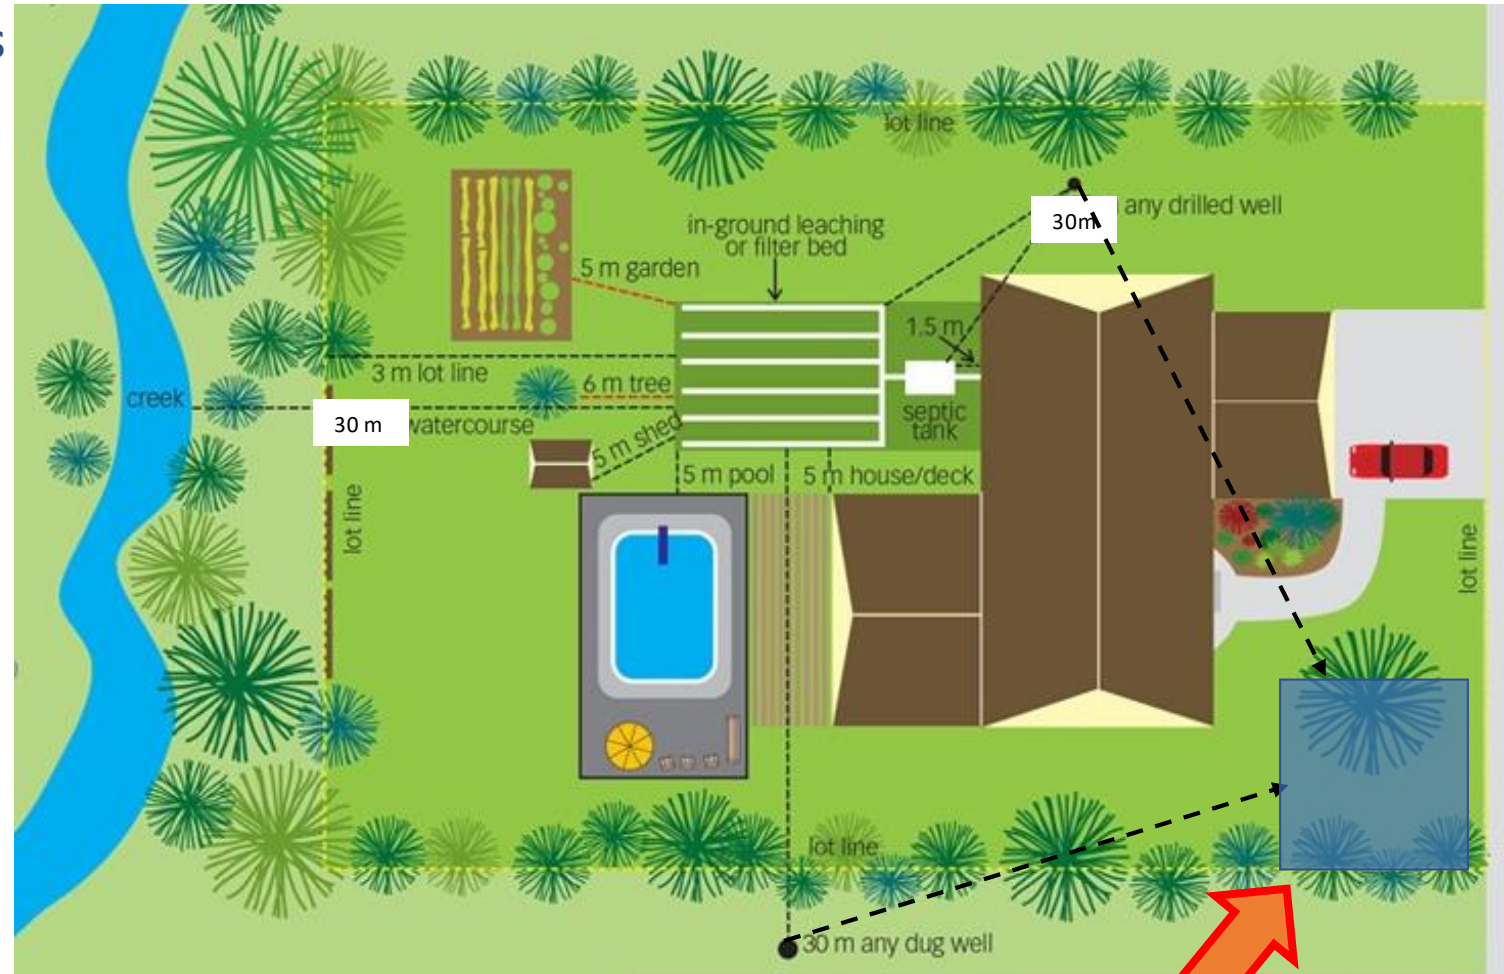 s
lot line
30m any drilled well
in-ground leaching
or filter bed
5 m garden
1.5 m
3 m lot line
6 m tree
creek
30 m watercourse
septic
tank
5 m shed
5 m pool
5 m house/deck
lot line
lot line
lot line
30 m any dug well